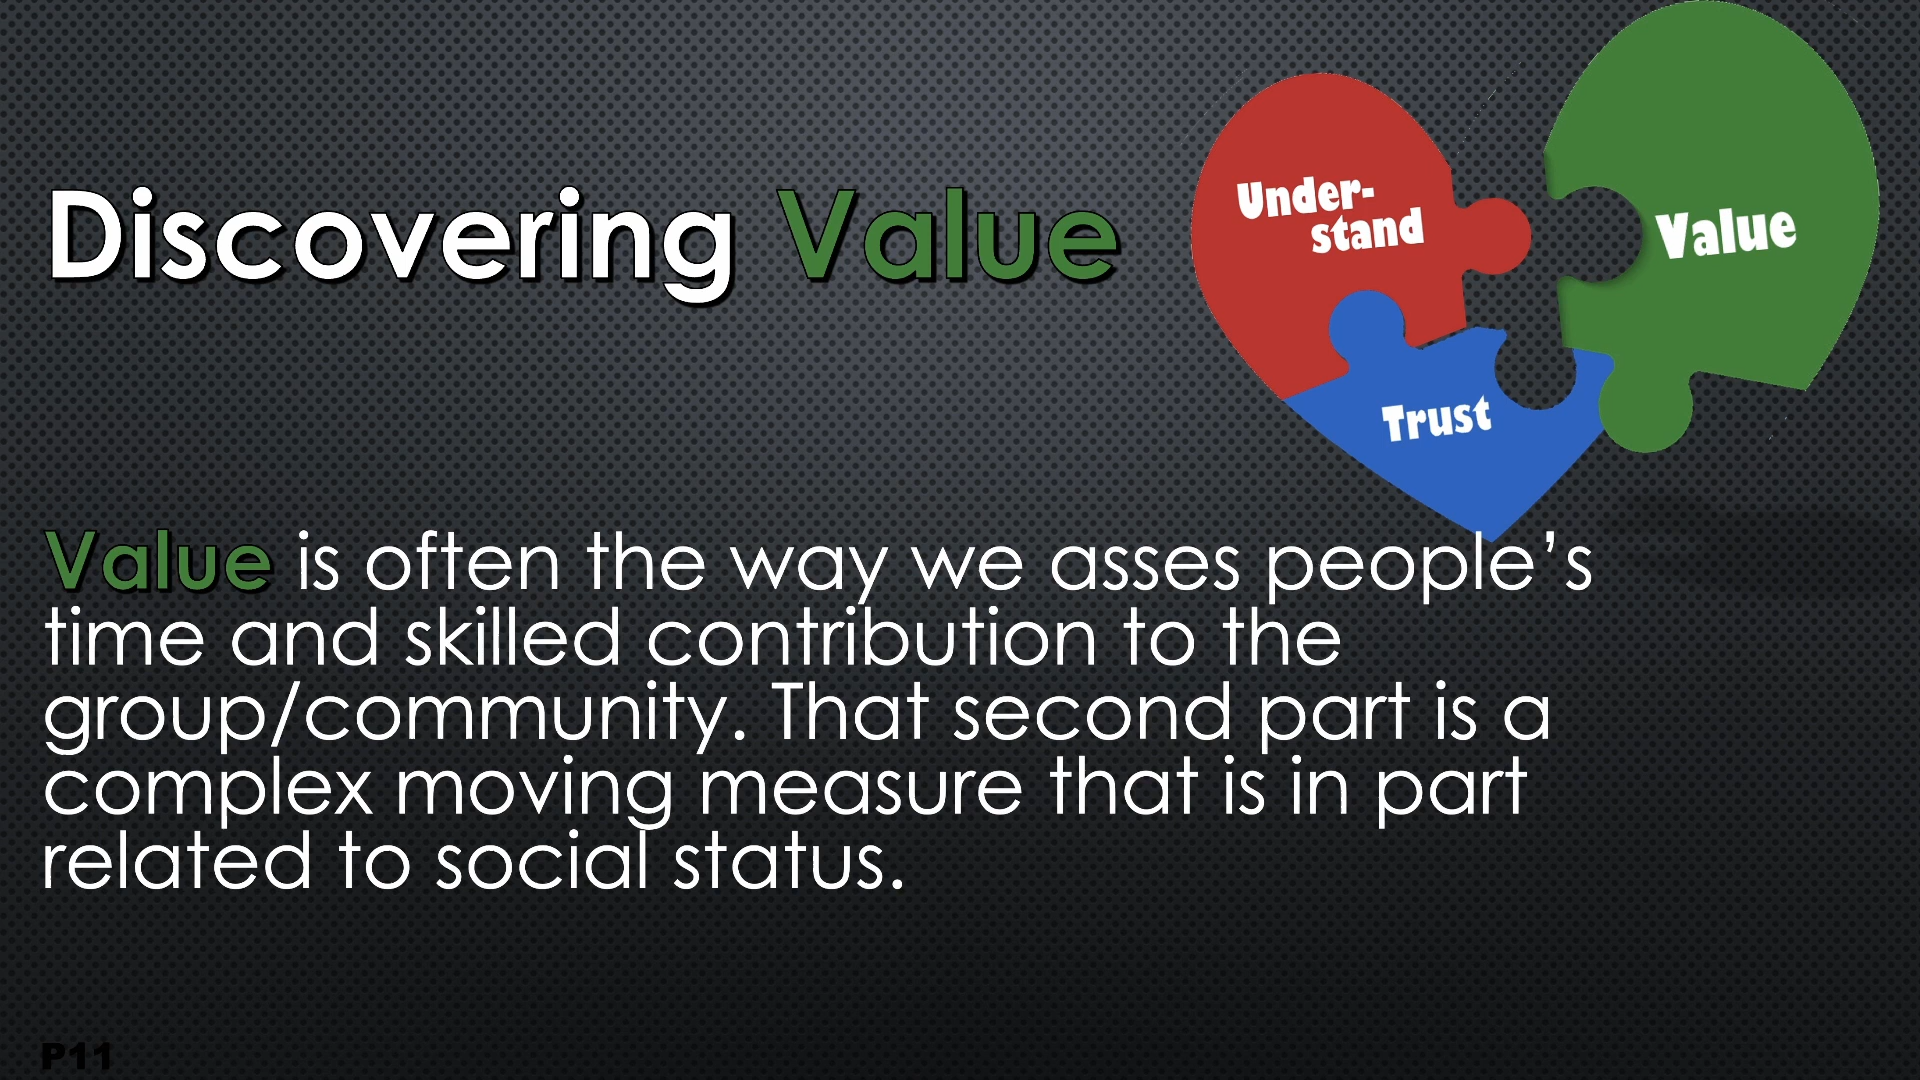 Discovering Value
Under-
stand
Value
Trust
Value is often the way we asses people’s
time and skilled contribution to the
group/community. That second part is a
complex moving measure that is in part
related to social status.
P11